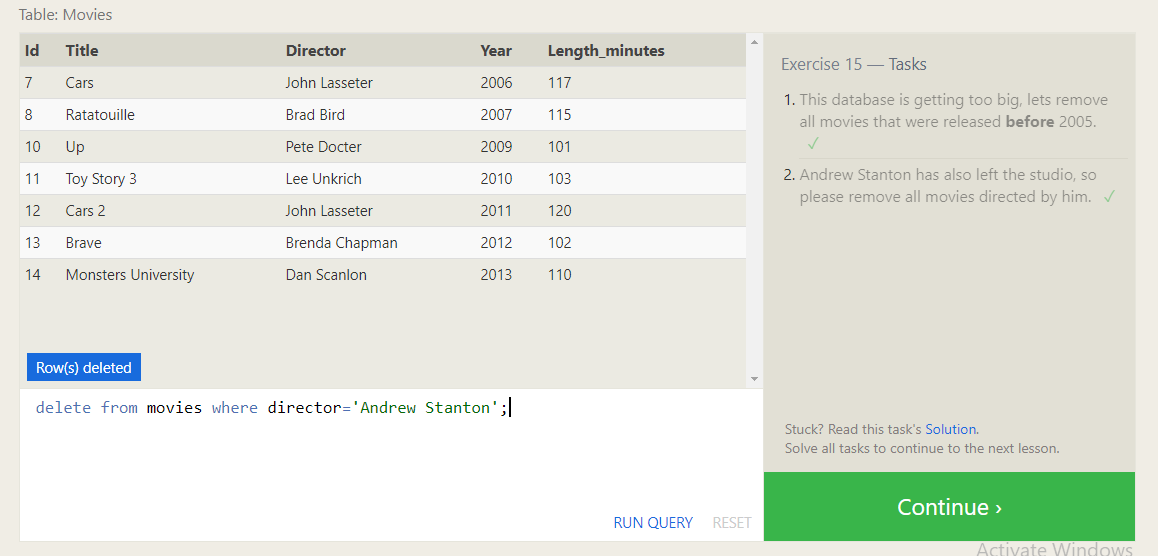 Table: Movies
Id Title Director Year Length_minutes
7 Cars John Lasseter 2006 117
8 Ratatouille Brad Bird 2007 115
10 Up Pete Docter 2009 101
11 Toy Story 3 Lee Unkrich 2010 103
12 Cars 2 John Lasseter 2011 120
13 Brave Brenda Chapman 2012 102
14 Monsters University Dan Scanlon 2013 110
Row(s) deleted
delete from movies where director='Andrew Stanton';
RUN QUERY RESET
Exercise 15 — Tasks
1. This database is getting too big, lets remove
all movies that were released before 2005.
✓
2. Andrew Stanton has also left the studio, so
please remove all movies directed by him. ✓
Stuck? Read this task's Solution.
Solve all tasks to continue to the next lesson.
Continue ›
Activate Windows